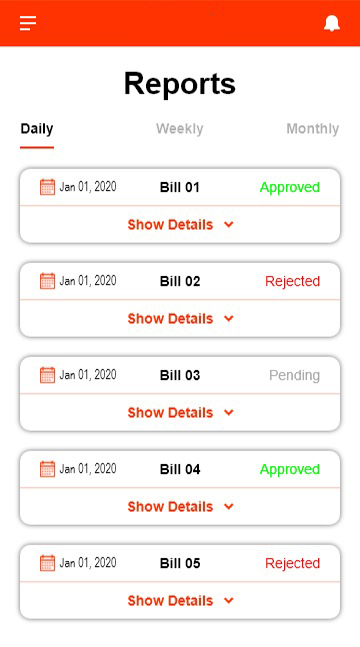 Reports
Daily Weekly Monthly
Jan 01, 2020 Bill 01 Approved
Show Details
Jan 01, 2020 Bill 02 Rejected
Show Details
Jan 01, 2020 Bill 03 Pending
Show Details
Jan 01, 2020 Bill 04 Approved
Show Details
Jan 01, 2020 Bill 05 Rejected
Show Details